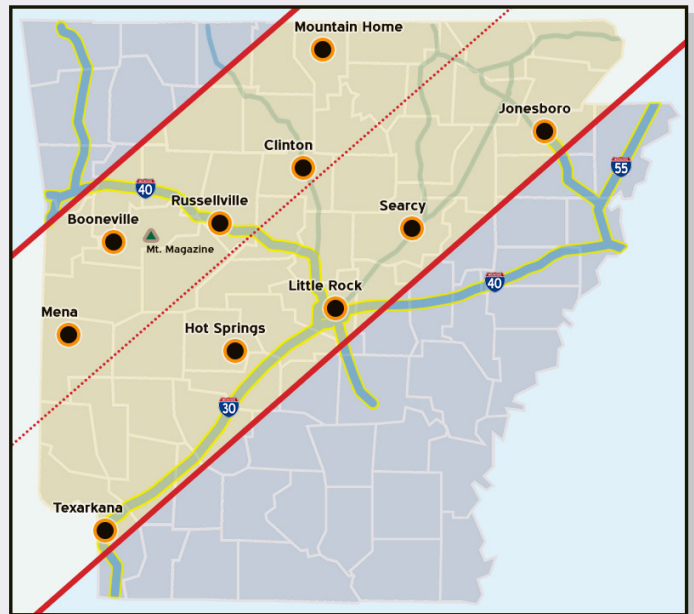 Mountain Home
Jonesboro
Clinton
55
40
Russellville
Searcy
Booneville
Mt. Magazine
40
Little Rock
Mena
Hot Springs
30
Texarkana